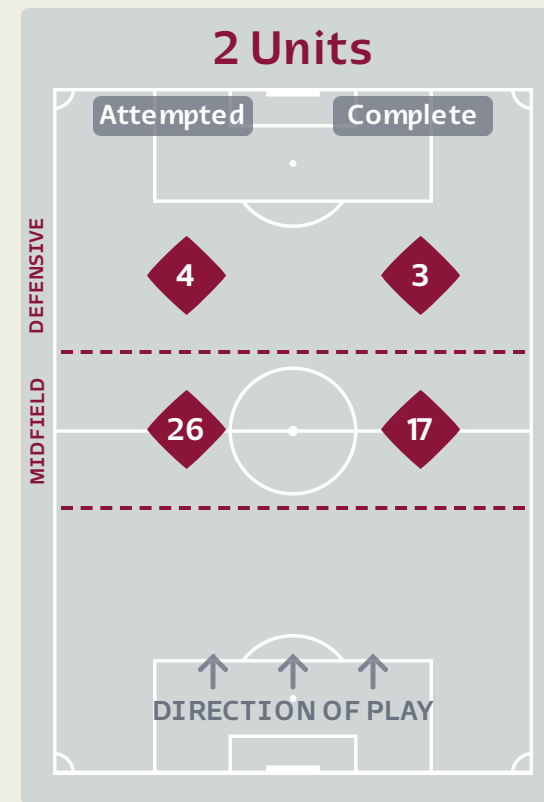 2 Units
Attempted
Complete
DEFENSIVE
4
3
MIDFIELD
26
17
DIRECTION OF PLAY